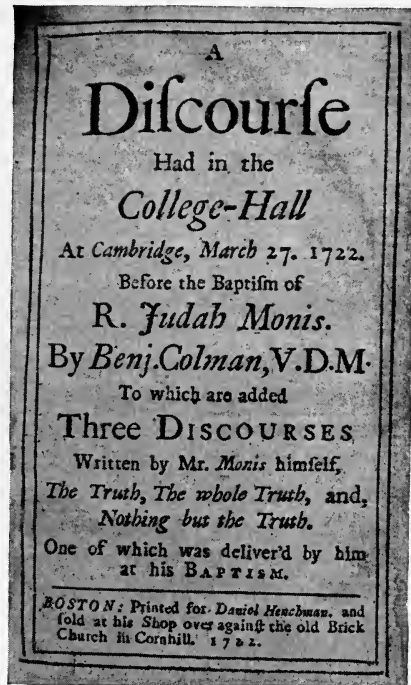 A
Diſcourſe
Had in the
College-Hall
At Cambridge, March 27. 1722.
Before the Baptiſm of
R. Judah Monis.
By Benj. Colman, V.D.M.
To which are added
Three DISCOURSES
Written by Mr. Monis himſelf,
The Truth, The whole Truth, and,
Nothing but the Truth.
One of which was deliver'd by him
at his BAPTISM.
BOSTON: Printed for Daniel Henchman. and
ſold at his Shop over againſt the old Brick
Church in Cornhill. 1722.